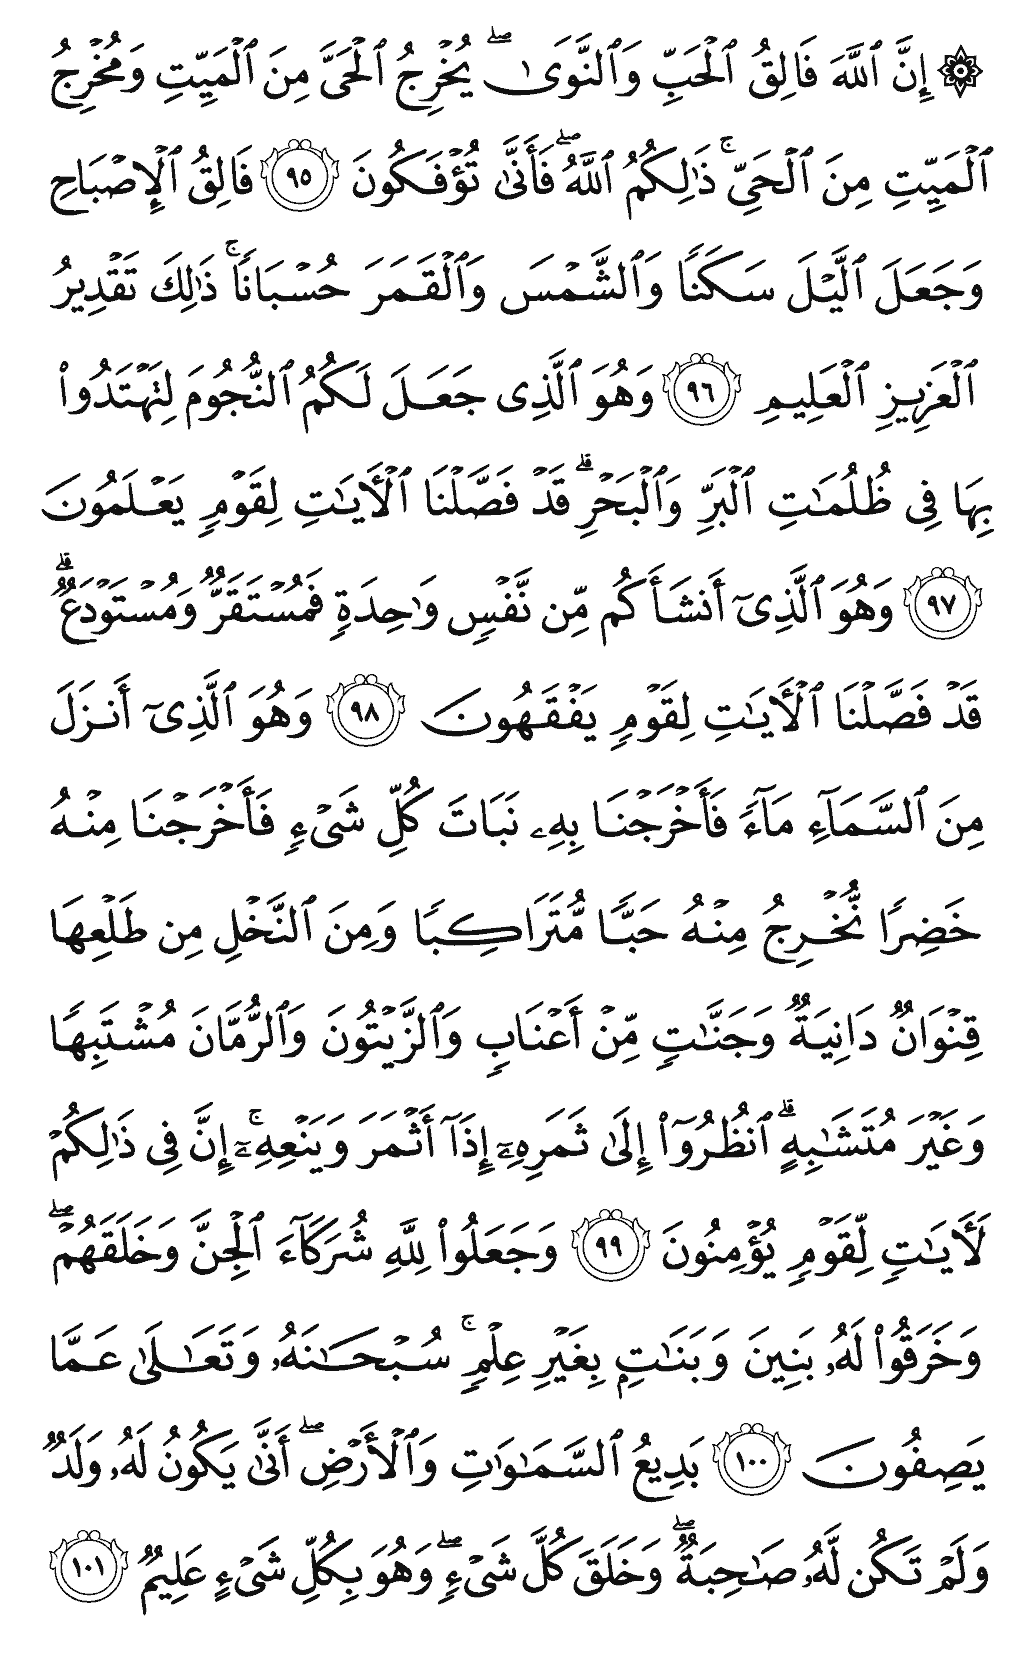 ۞ إِنَّ ٱللَّهَ فَالِقُ ٱلْحَبِّ وَٱلنَّوَىٰ ۖ يُخْرِجُ ٱلْحَىَّ مِنَ ٱلْمَيِّتِ وَمُخْرِجُ
ٱلْمَيِّتِ مِنَ ٱلْحَىِّ ۚ ذَٰلِكُمُ ٱللَّهُ ۖ فَأَنَّىٰ تُؤْفَكُونَ ٩٥ فَالِقُ ٱلْإِصْبَاحِ
وَجَعَلَ ٱلَّيْلَ سَكَنًا وَٱلشَّمْسَ وَٱلْقَمَرَ حُسْبَانًا ۚ ذَٰلِكَ تَقْدِيرُ
ٱلْعَزِيزِ ٱلْعَلِيمِ ٩٦ وَهُوَ ٱلَّذِى جَعَلَ لَكُمُ ٱلنُّجُومَ لِتَهْتَدُوا۟
بِهَا فِى ظُلُمَـٰتِ ٱلْبَرِّ وَٱلْبَحْرِ ۗ قَدْ فَصَّلْنَا ٱلْـَٔايَـٰتِ لِقَوْمٍ يَعْلَمُونَ
٩٧ وَهُوَ ٱلَّذِىٓ أَنشَأَكُم مِّن نَّفْسٍ وَٰحِدَةٍ فَمُسْتَقَرٌّ وَمُسْتَوْدَعٌ ۗ
قَدْ فَصَّلْنَا ٱلْـَٔايَـٰتِ لِقَوْمٍ يَفْقَهُونَ ٩٨ وَهُوَ ٱلَّذِىٓ أَنزَلَ
مِنَ ٱلسَّمَآءِ مَآءً فَأَخْرَجْنَا بِهِۦ نَبَاتَ كُلِّ شَىْءٍ فَأَخْرَجْنَا مِنْهُ
خَضِرًا نُّخْرِجُ مِنْهُ حَبًّا مُّتَرَاكِبًا وَمِنَ ٱلنَّخْلِ مِن طَلْعِهَا
قِنْوَانٌ دَانِيَةٌ وَجَنَّـٰتٍ مِّنْ أَعْنَابٍ وَٱلزَّيْتُونَ وَٱلرُّمَّانَ مُشْتَبِهًا
وَغَيْرَ مُتَشَـٰبِهٍ ۗ ٱنظُرُوٓا۟ إِلَىٰ ثَمَرِهِۦٓ إِذَآ أَثْمَرَ وَيَنْعِهِۦٓ ۚ إِنَّ فِى ذَٰلِكُمْ
لَـَٔايَـٰتٍ لِّقَوْمٍ يُؤْمِنُونَ ٩٩ وَجَعَلُوا۟ لِلَّهِ شُرَكَآءَ ٱلْجِنَّ وَخَلَقَهُمْ ۖ
وَخَرَقُوا۟ لَهُۥ بَنِينَ وَبَنَـٰتٍۭ بِغَيْرِ عِلْمٍ ۚ سُبْحَـٰنَهُۥ وَتَعَـٰلَىٰ عَمَّا
يَصِفُونَ ١٠٠ بَدِيعُ ٱلسَّمَـٰوَٰتِ وَٱلْأَرْضِ ۖ أَنَّىٰ يَكُونُ لَهُۥ وَلَدٌ
وَلَمْ تَكُن لَّهُۥ صَـٰحِبَةٌ ۖ وَخَلَقَ كُلَّ شَىْءٍ ۖ وَهُوَ بِكُلِّ شَىْءٍ عَلِيمٌ ١٠١